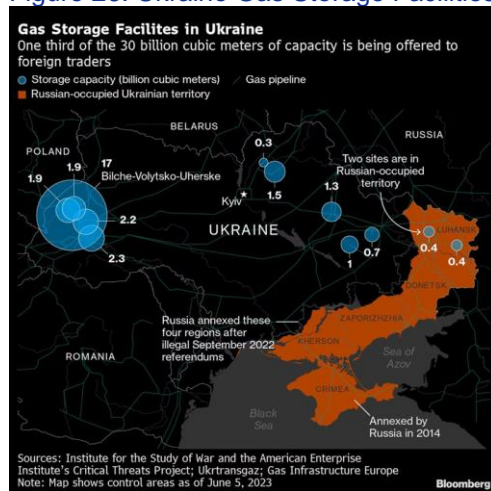 Figure 20: Ukraine Gas Storage Facilities
Gas Storage Facilites in Ukraine
One third of the 30 billion cubic meters of capacity is being offered to
foreign traders
Storage capacity (billion cubic meters)
Gas pipeline
Russian-occupied Ukrainian territory
BELARUS
RUSSIA
POLAND
0.3
Two sites are in
Russian-occupied
territory
1.9
1.9
17
Bilche-Volytsko-Uherske
1.5
1.3
Kyiv
LUHANSK
2.2
UKRAINE
0.7
0.4
0.4
2.3
1
DONETSK
Russia annexed these
four regions after
illegal September 2022
referendums
ZAPORIZHZHIA
KHERSON
ROMANIA
Sea of
Azov
CRIMEA
Black
Sea
Annexed by
Russia in 2014
Sources: Institute for the Study of War and the American Enterprise
Institute's Critical Threats Project; Ukrtransgaz; Gas Infrastructure Europe
Note: Map shows control areas as of June 5, 2023
Bloomberg